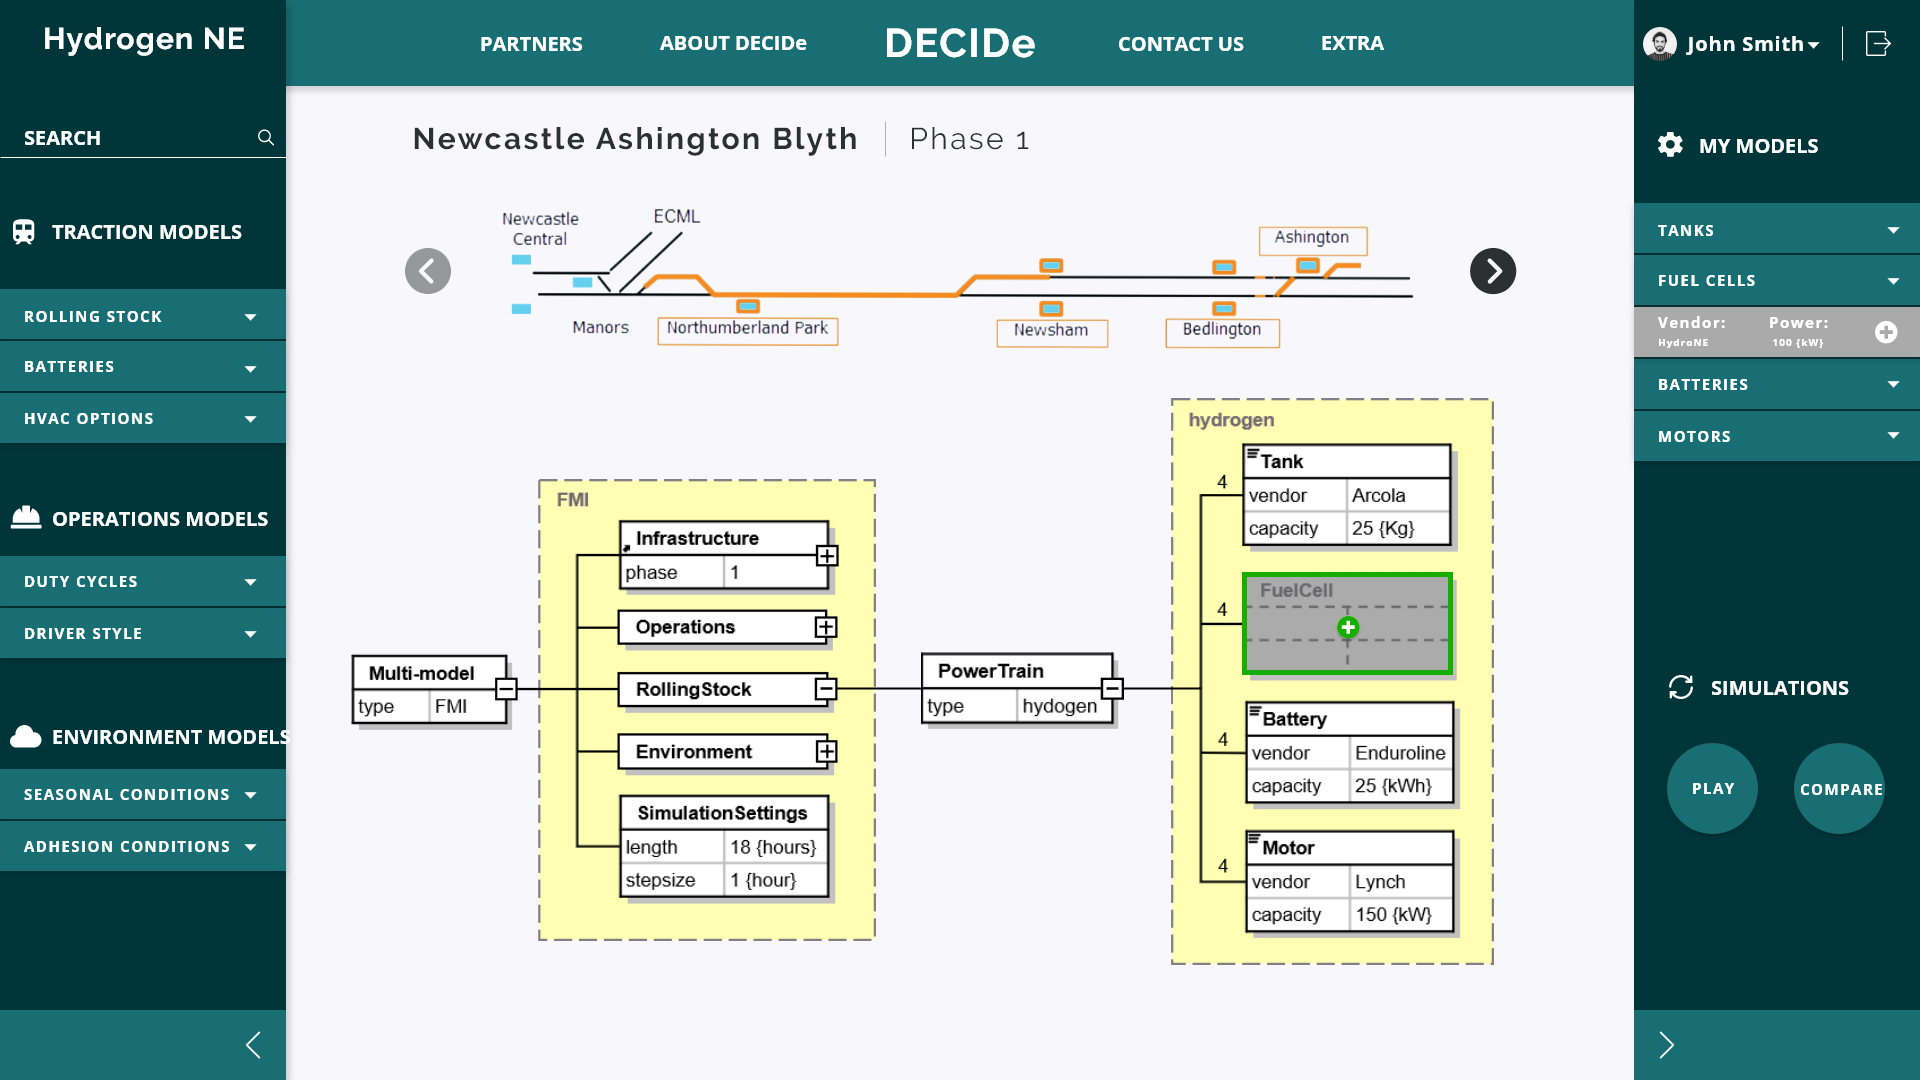 Hydrogen NE
PARTNERS
ABOUT DECIDe
DECIDe
CONTACT US
EXTRA
John Smith
SEARCH
TRACTION MODELS
ROLLING STOCK
BATTERIES
HVAC OPTIONS
OPERATIONS MODELS
DUTY CYCLES
DRIVER STYLE
ENVIRONMENT MODELS
SEASONAL CONDITIONS
ADHESION CONDITIONS
Newcastle Ashington Blyth Phase 1
Newcastle
Central
ECML
Ashington
Manors
Northumberland Park
Newsham
Bedlington
Multi-model
type FMI
FMI
Infrastructure
phase 1
Operations
RollingStock
Environment
SimulationSettings
length 18 {hours}
stepsize 1 {hour}
PowerTrain
type hydogen
hydrogen
4
Tank
vendor Arcola
capacity 25 {Kg}
4
FuelCell
4
Battery
vendor Enduroline
capacity 25 {kWh}
4
Motor
vendor Lynch
capacity 150 {kW}
MY MODELS
TANKS
FUEL CELLS
Vendor: Power:
HydroNE 100 {kW}
BATTERIES
MOTORS
SIMULATIONS
PLAY
COMPARE